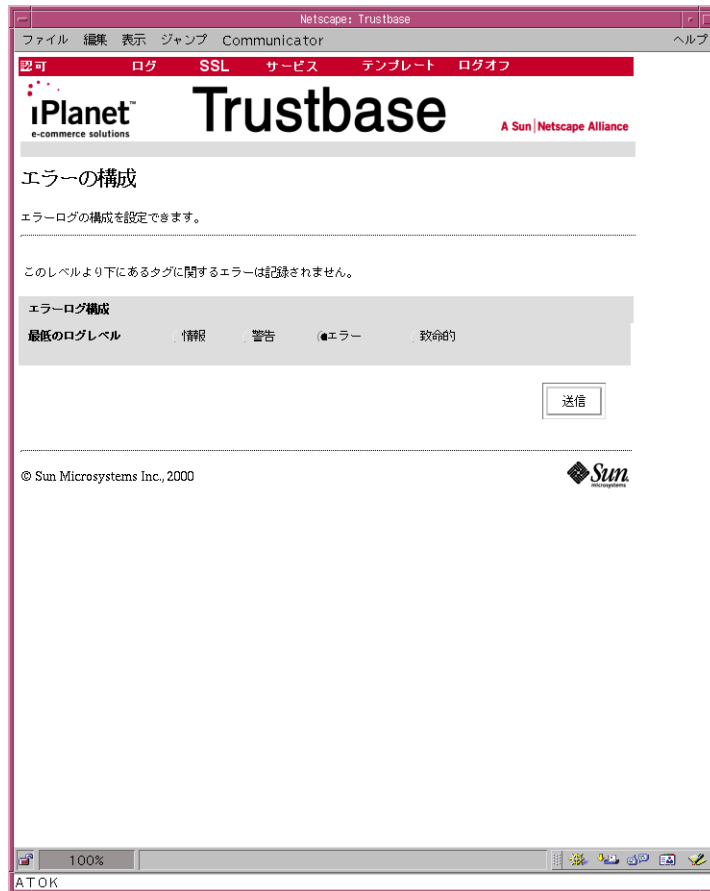 Netscape: Trustbase
ファイル 編集 表示 ジャンプ Communicator ヘルプ
認可 ログ SSL サービス テンプレート ログオフ
iPlanet™
e-commerce solutions
Trustbase
A Sun|Netscape Alliance
エラーの構成
エラーログの構成を設定できます。
このレベルより下にあるタグに関するエラーは記録されません。
エラーログ構成
最低のログレベル 情報 警告 エラー 致命的
送信
© Sun Microsystems Inc., 2000
Sun
microsystems
100%
ATOK